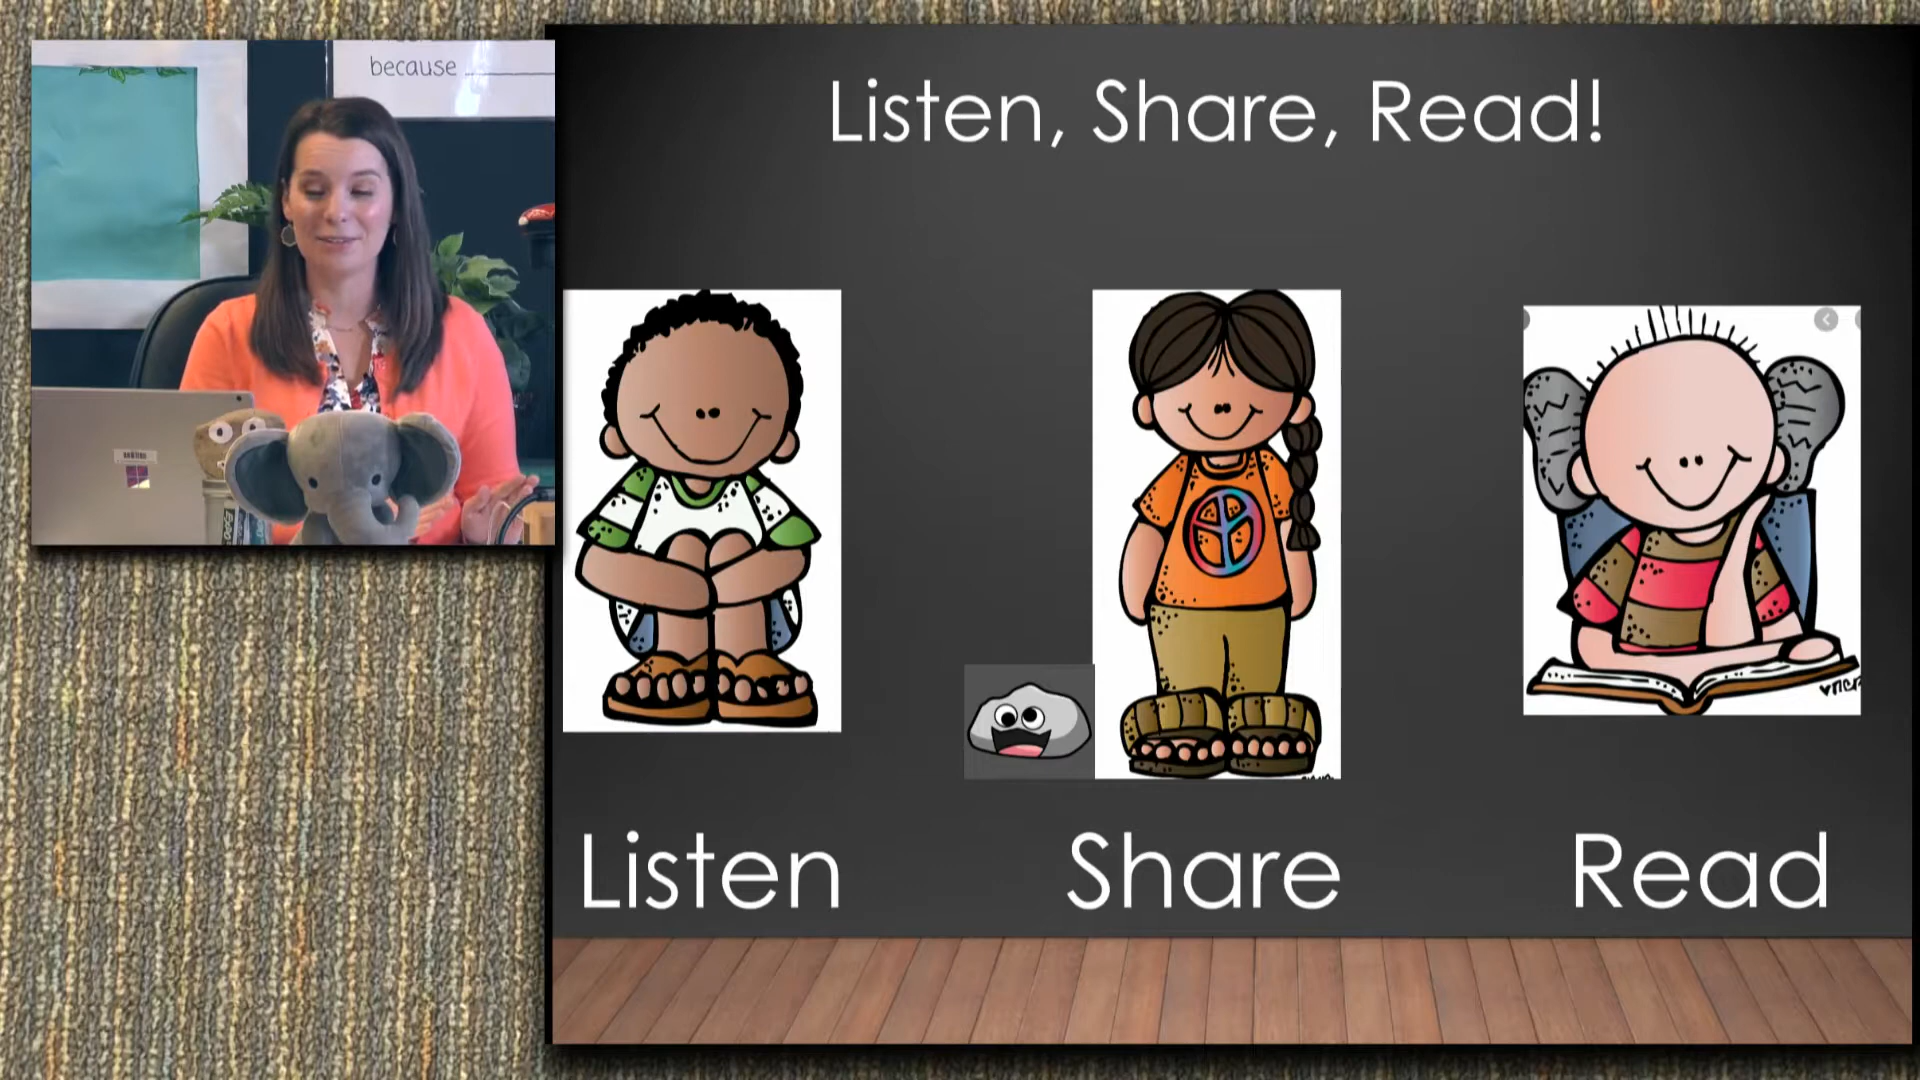 because
Listen, Share, Read!
Listen
Share
Read